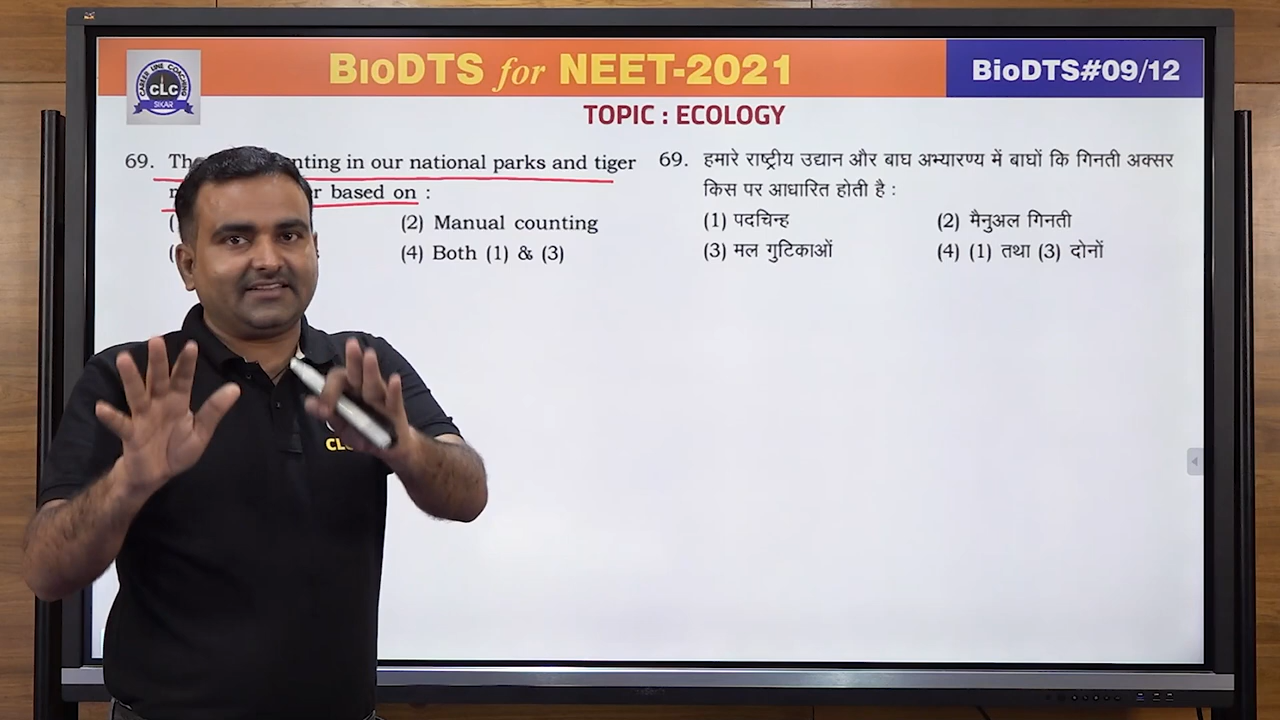 BIODTS for NEET-2021
BioDTS#09/12
CAREER LINE COACHING
CLC
SIKAR
TOPIC : ECOLOGY
69. nting in our national parks and tiger
r based on :
(2) Manual counting
(4) Both (1) & (3)
69. हमारे राष्ट्रीय उद्यान और बाघ अभ्यारण्य में बाघों कि गिनती अक्सर
किस पर आधारित होती है :
(1) पदचिन्ह (2) मैनुअल गिनती
(3) मल गुटिकाओं (4) (1) तथा (3) दोनों
CLC